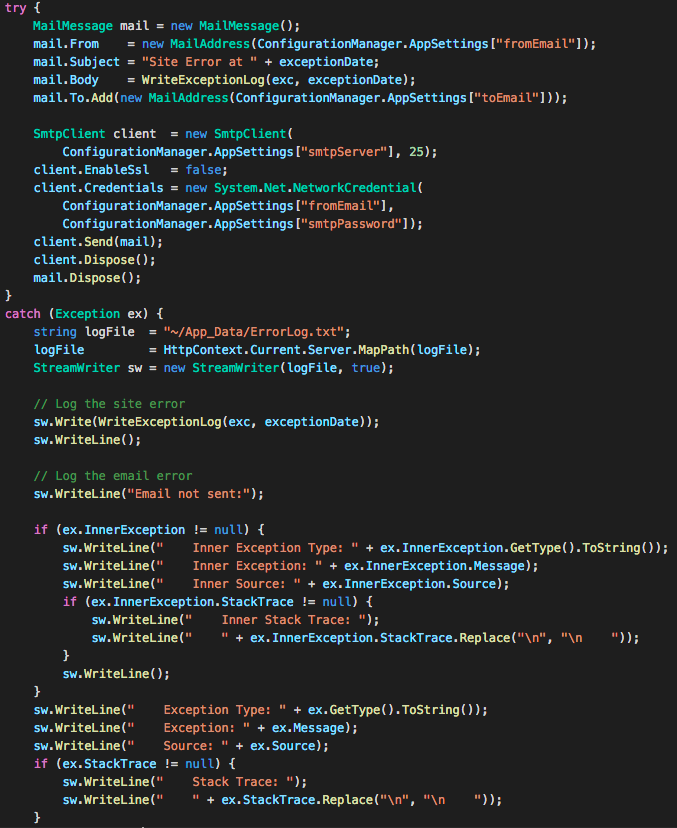 try {
    MailMessage mail = new MailMessage();
    mail.From    = new MailAddress(ConfigurationManager.AppSettings["fromEmail"]);
    mail.Subject = "Site Error at " + exceptionDate;
    mail.Body    = WriteExceptionLog(exc, exceptionDate);
    mail.To.Add(new MailAddress(ConfigurationManager.AppSettings["toEmail"]));

    SmtpClient client  = new SmtpClient(
        ConfigurationManager.AppSettings["smtpServer"], 25);
    client.EnableSsl   = false;
    client.Credentials = new System.Net.NetworkCredential(
        ConfigurationManager.AppSettings["fromEmail"],
        ConfigurationManager.AppSettings["smtpPassword"]);
    client.Send(mail);
    client.Dispose();
    mail.Dispose();
}
catch (Exception ex) {
    string logFile  = "~/App_Data/ErrorLog.txt";
    logFile         = HttpContext.Current.Server.MapPath(logFile);
    StreamWriter sw = new StreamWriter(logFile, true);

    // Log the site error
    sw.Write(WriteExceptionLog(exc, exceptionDate));
    sw.WriteLine();

    // Log the email error
    sw.WriteLine("Email not sent:");

    if (ex.InnerException != null) {
        sw.WriteLine("    Inner Exception Type: " + ex.InnerException.GetType().ToString());
        sw.WriteLine("    Inner Exception: " + ex.InnerException.Message);
        sw.WriteLine("    Inner Source: " + ex.InnerException.Source);
        if (ex.InnerException.StackTrace != null) {
            sw.WriteLine("    Inner Stack Trace: ");
            sw.WriteLine("    " + ex.InnerException.StackTrace.Replace("\n", "\n    "));
        }
        sw.WriteLine();
    }
    sw.WriteLine("    Exception Type: " + ex.GetType().ToString());
    sw.WriteLine("    Exception: " + ex.Message);
    sw.WriteLine("    Source: " + ex.Source);
    if (ex.StackTrace != null) {
        sw.WriteLine("    Stack Trace: ");
        sw.WriteLine("    " + ex.StackTrace.Replace("\n", "\n    "));
    }